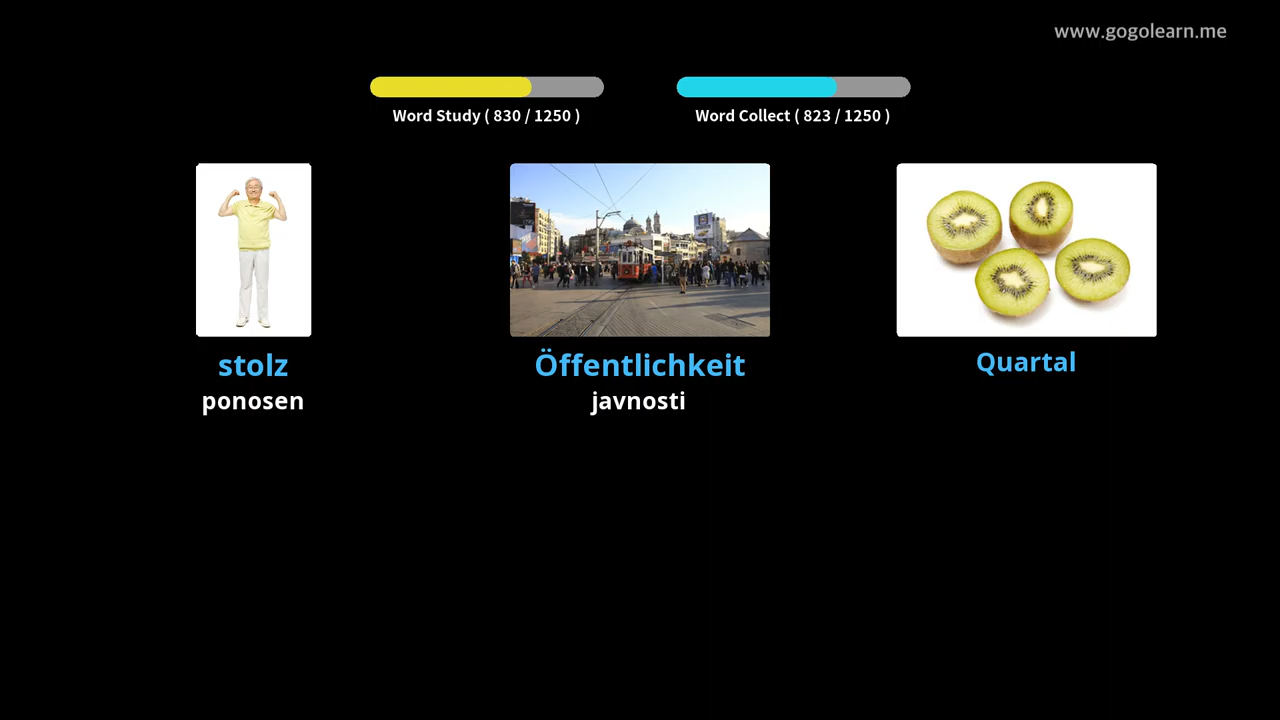 www.gogolearn.me
Word Study ( 830 / 1250 )
Word Collect ( 823 / 1250 )
stolz
Öffentlichkeit
Quartal
ponosen
javnosti